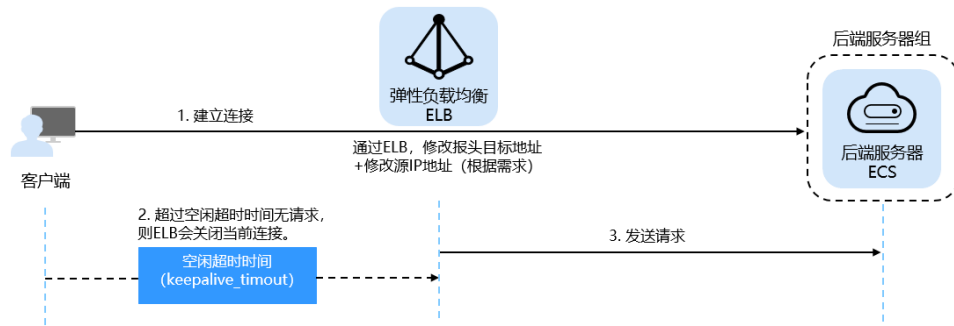 后端服务器组
弹性负载均衡
ELB
1. 建立连接
通过ELB，修改报头目标地址
+修改源IP地址（根据需求）
后端服务器
ECS
客户端
2. 超过空闲超时时间无请求，
则ELB会关闭当前连接。
3. 发送请求
空闲超时时间
（keepalive_timout）